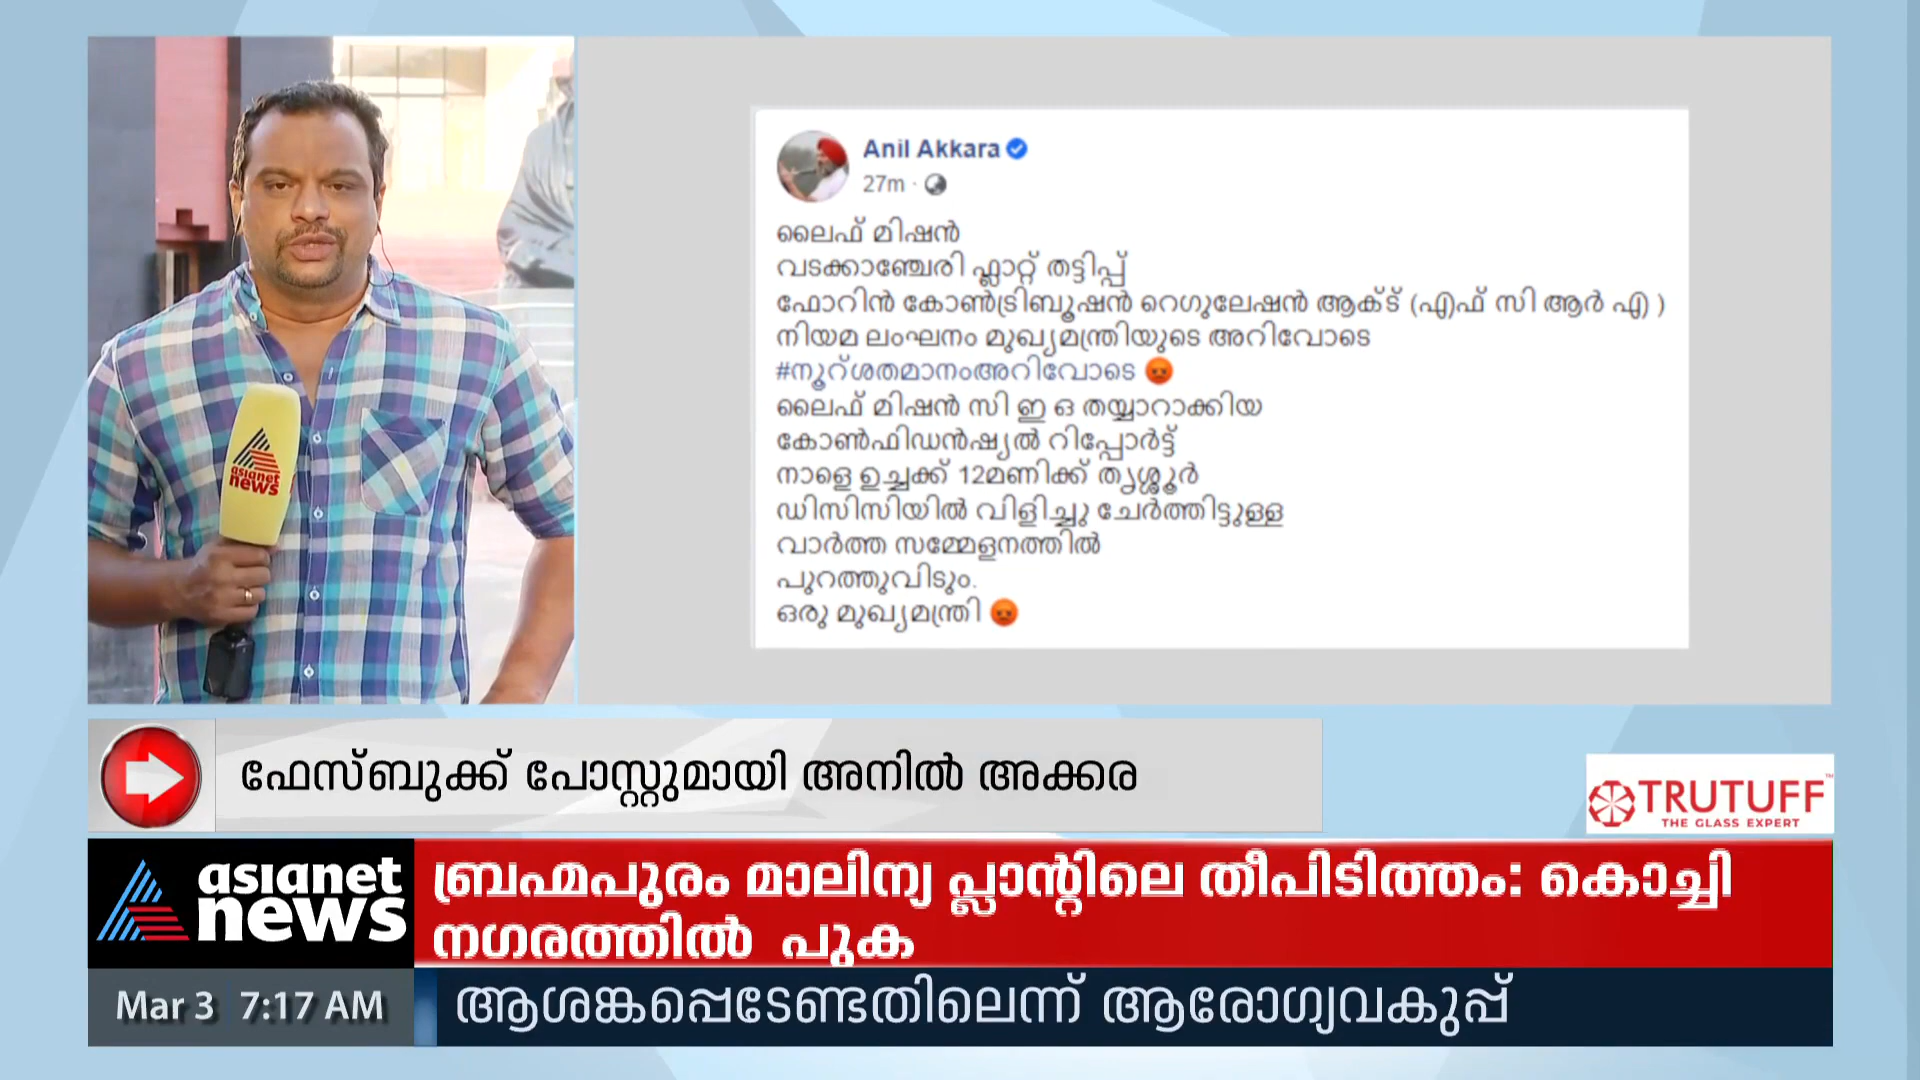 Anil Akkara
27m ·
ലൈഫ് മിഷൻ
വടക്കാഞ്ചേരി ഫ്ലാറ്റ് തട്ടിപ്പ്
ഫോറിൻ കോൺട്രിബൂഷൻ റെഗുലേഷൻ ആക്ട് (എഫ് സി ആർ എ )
നിയമ ലംഘനം മുഖ്യമന്ത്രിയുടെ അറിവോടെ
#നൂറ്ശതമാനംഅറിവോടെ 😡
ലൈഫ് മിഷൻ സി ഇ ഒ തയ്യാറാക്കിയ
കോൺഫിഡൻഷ്യൽ റിപ്പോർട്ട്
നാളെ ഉച്ചക്ക് 12മണിക്ക് തൃശ്ശൂർ
ഡിസിസിയിൽ വിളിച്ചു ചേർത്തിട്ടുള്ള
വാർത്ത സമ്മേളനത്തിൽ
പുറത്തുവിടും.
ഒരു മുഖ്യമന്ത്രി 😡
asianet
news
ഫേസ്ബുക്ക് പോസ്റ്റുമായി അനിൽ അക്കര
TRUTUFF
THE GLASS EXPERT
asianet
news
ബ്രഹ്മപുരം മാലിന്യ പ്ലാന്റിലെ തീപിടിത്തം: കൊച്ചി
നഗരത്തിൽ പുക
Mar 3 7:17 AM
ആശങ്കപ്പെടേണ്ടതിലെന്ന് ആരോഗ്യവകുപ്പ്